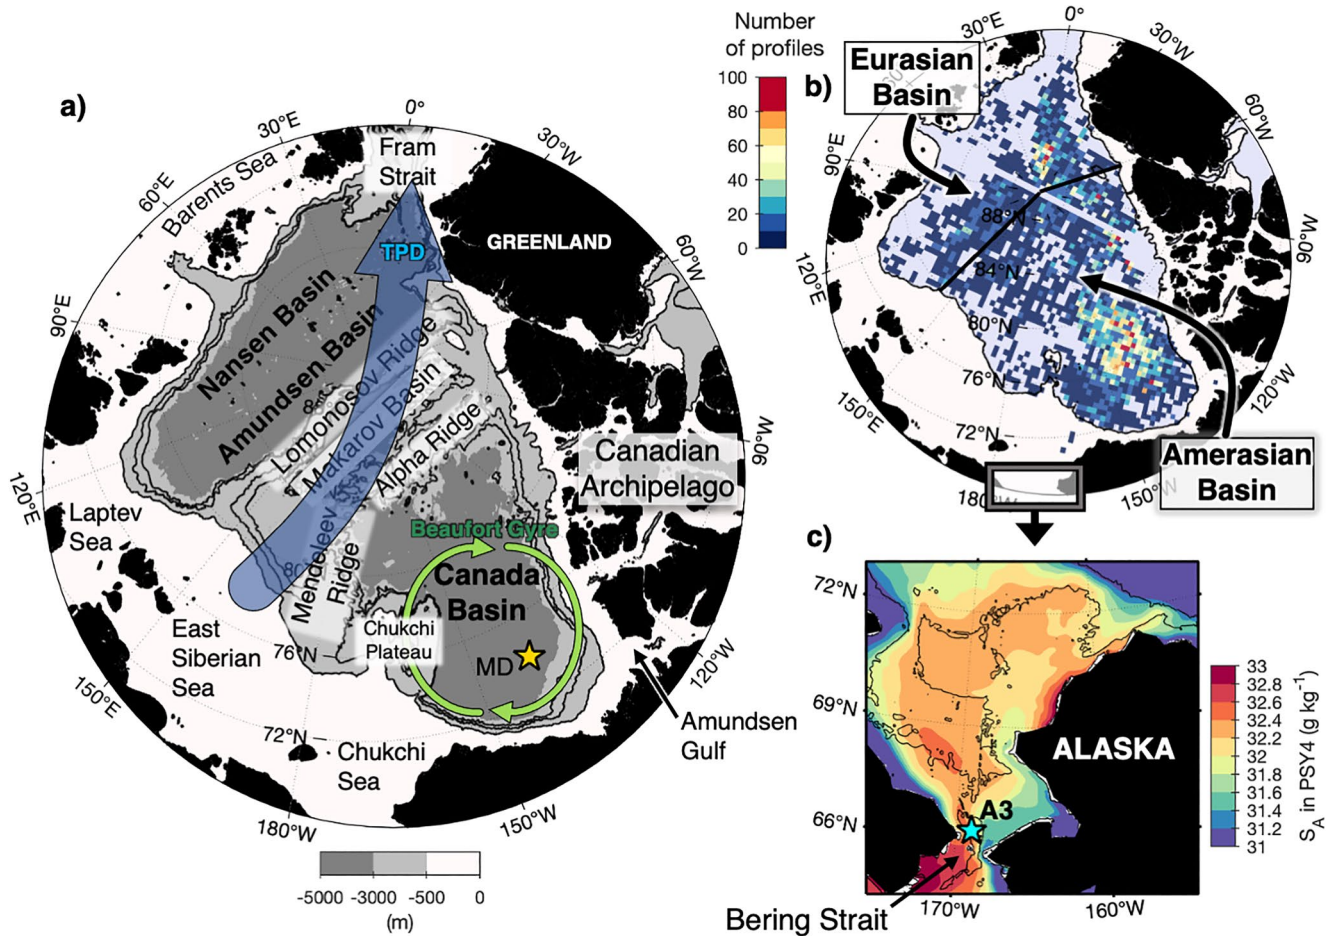 a)
0°
30°E
30°W
60°E
60°W
90°E
90°W
120°E
120°W
150°E
150°W
180°W
Barents Sea
Fram
Strait
TPD
GREENLAND
Nansen Basin
Amundsen Basin
Lomonosov Ridge
Makarov Basin
Alpha Ridge
Mendeleev
Ridge
Canadian
Archipelago
Beaufort Gyre
Canada
Basin
Chukchi
Plateau
MD
Laptev
Sea
East
Siberian
Sea
76°N
72°N
Chukchi
Sea
Amundsen
Gulf
-5000 -3000 -500 0
(m)
Number
of profiles
100
80
60
40
20
0
b)
0°
30°E
30°W
60°W
90°E
90°W
120°E
120°W
150°E
150°W
Eurasian
Basin
88°N
84°N
80°N
76°N
72°N
Amerasian
Basin
c)
72°N
69°N
66°N
170°W
160°W
ALASKA
A3
Bering Strait
33
32.8
32.6
32.4
32.2
32
31.8
31.6
31.4
31.2
31
S_A in PSY4 (g kg⁻¹)